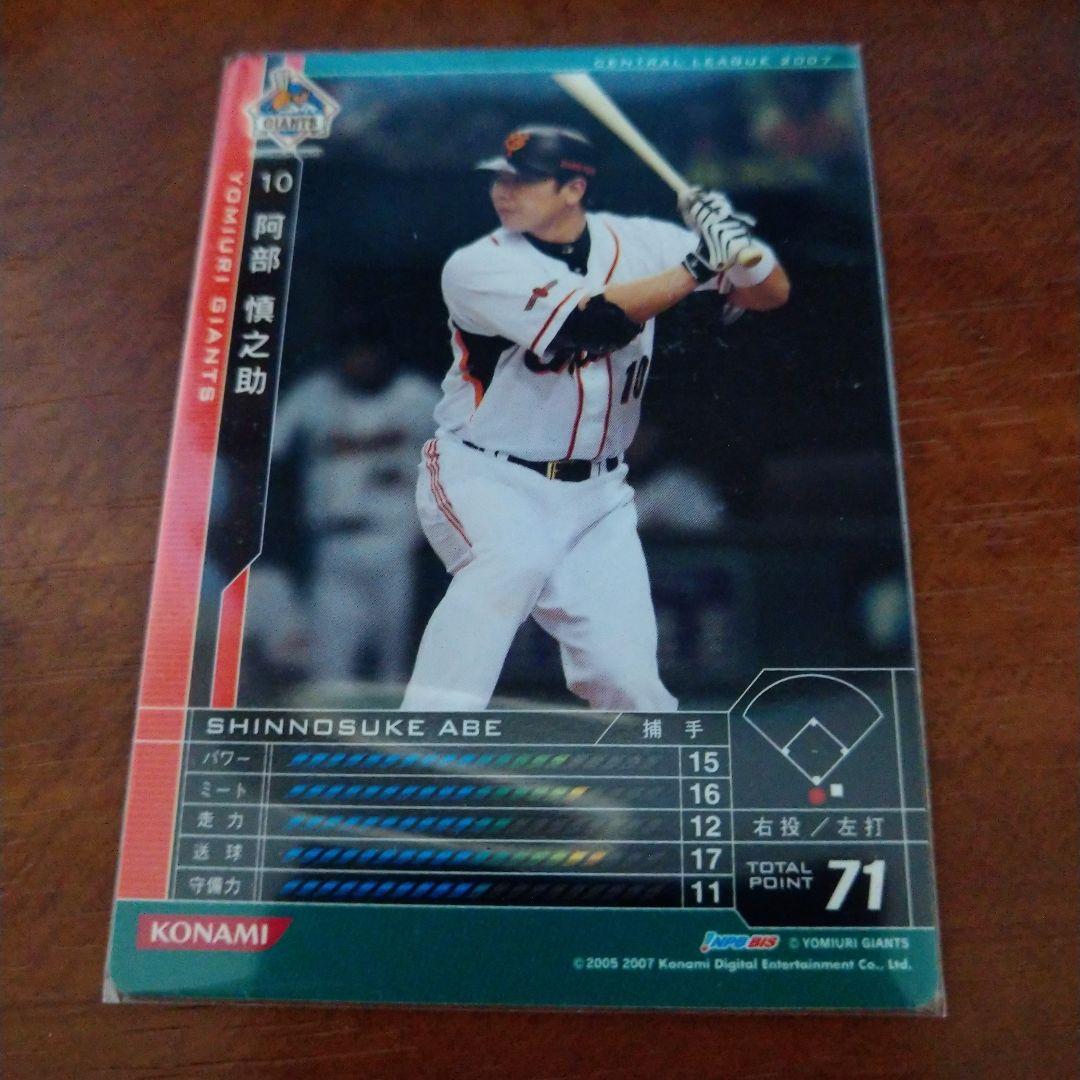 CENTRAL LEAGUE 2007
GIANTS
YOMIURI GIANTS
10 阿部 慎之助
10
SHINNOSUKE ABE
捕手
パワー 15
ミート 16
走力 12
送球 17
守備力 11
右投／左打
TOTAL POINT 71
KONAMI
NPB BIS © YOMIURI GIANTS
© 2005 2007 Konami Digital Entertainment Co., Ltd.